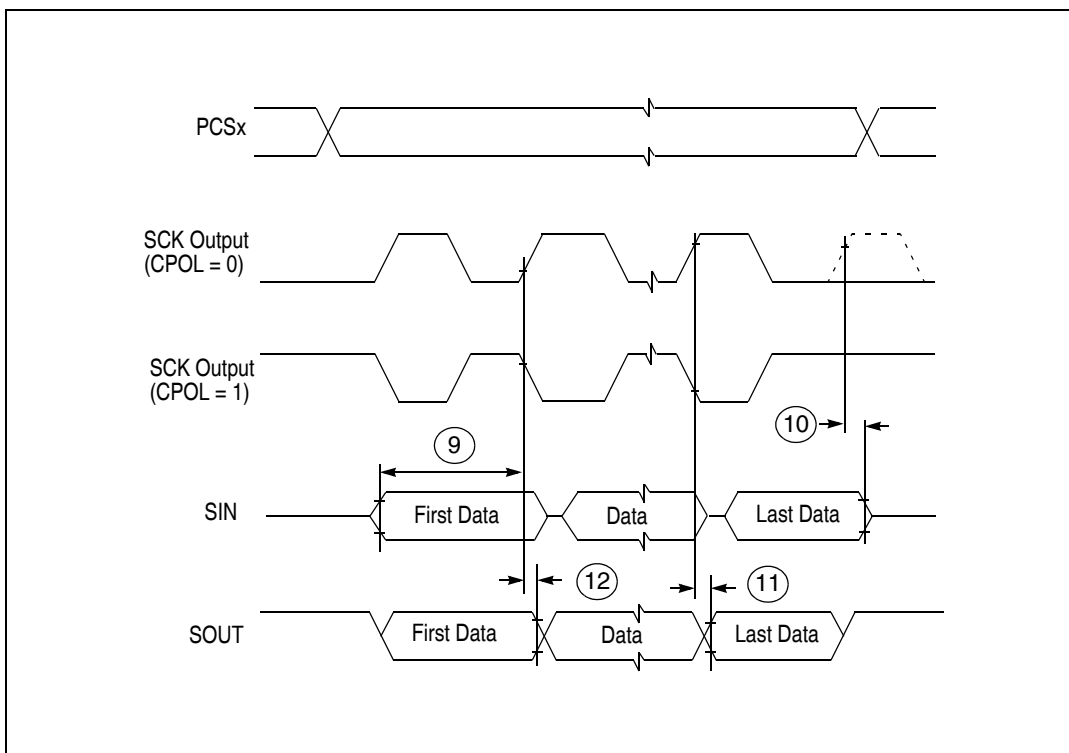 PCSx
SCK Output
(CPOL = 0)
SCK Output
(CPOL = 1)
10
9
SIN
First Data
Data
Last Data
12
11
SOUT
First Data
Data
Last Data